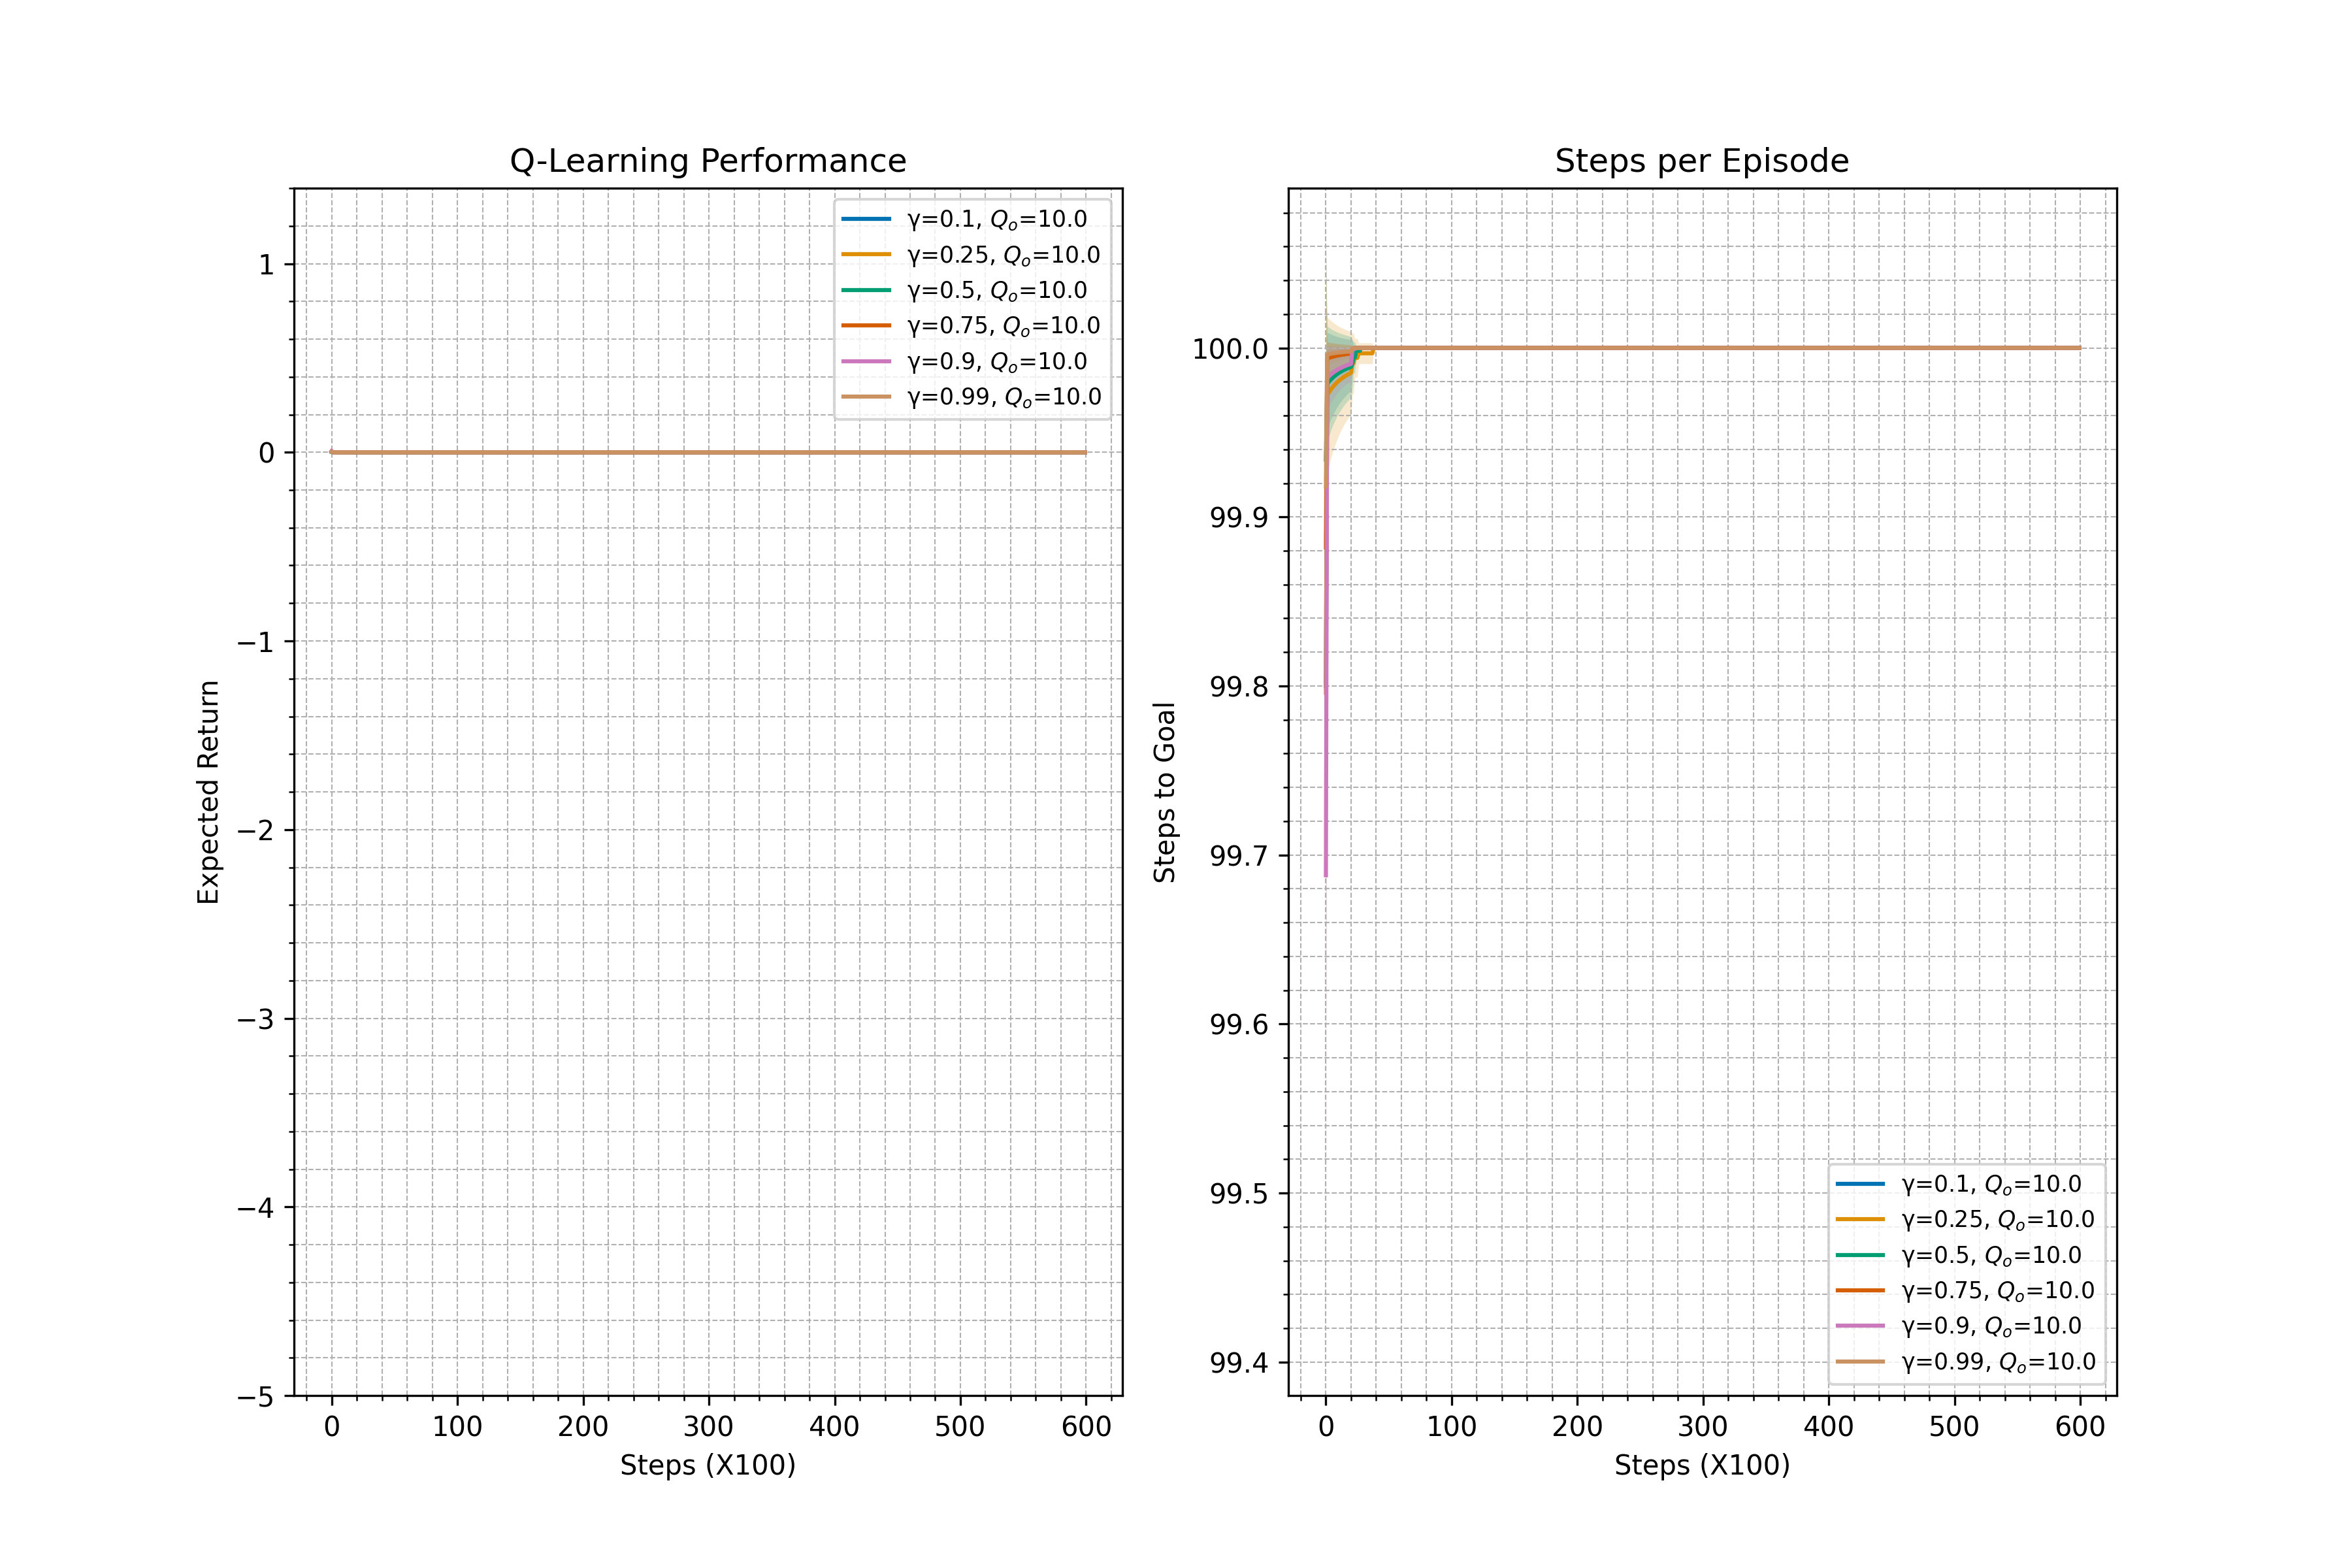 Q-Learning Performance
1
0
−1
−2
−3
−4
−5
Expected Return
0 100 200 300 400 500 600
Steps (X100)
γ=0.1, Qo=10.0
γ=0.25, Qo=10.0
γ=0.5, Qo=10.0
γ=0.75, Qo=10.0
γ=0.9, Qo=10.0
γ=0.99, Qo=10.0
Steps per Episode
100.0
99.9
99.8
99.7
99.6
99.5
99.4
Steps to Goal
0 100 200 300 400 500 600
Steps (X100)
γ=0.1, Qo=10.0
γ=0.25, Qo=10.0
γ=0.5, Qo=10.0
γ=0.75, Qo=10.0
γ=0.9, Qo=10.0
γ=0.99, Qo=10.0